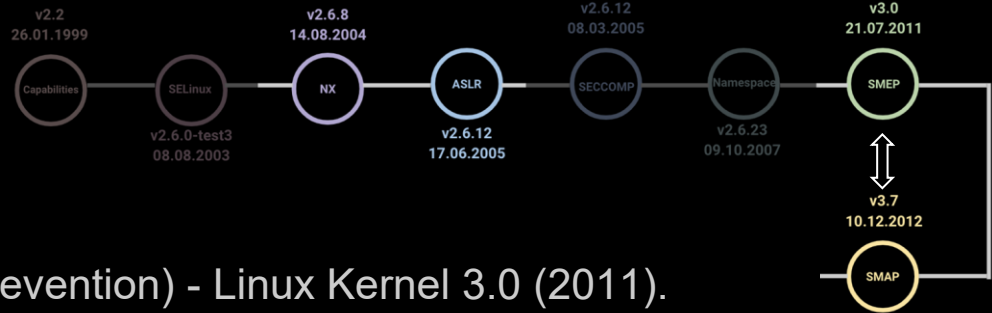 v2.2
26.01.1999
Capabilities
SELinux
v2.6.0-test3
08.08.2003
v2.6.8
14.08.2004
NX
ASLR
v2.6.12
17.06.2005
v2.6.12
08.03.2005
SECCOMP
Namespace
v2.6.23
09.10.2007
v3.0
21.07.2011
SMEP
v3.7
10.12.2012
SMAP
evention) - Linux Kernel 3.0 (2011).